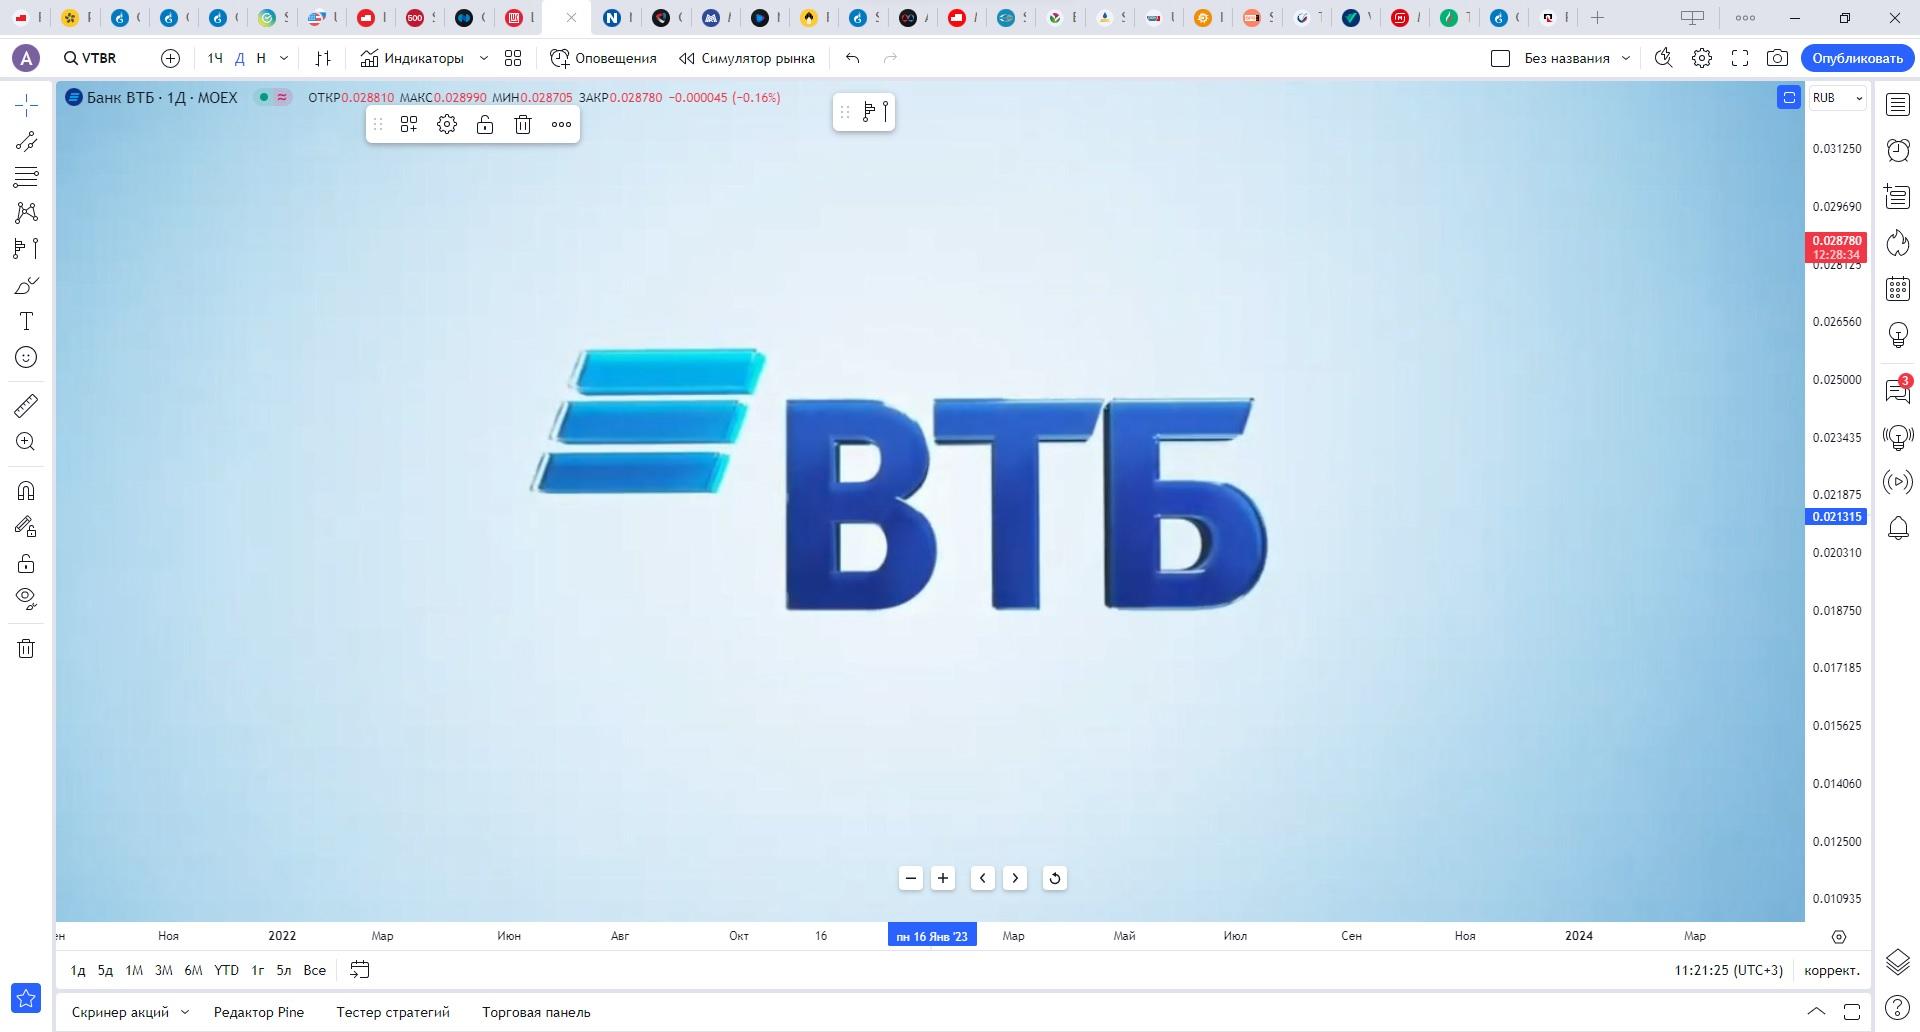 VTBR
1Ч Д Н
Индикаторы
Оповещения
Симулятор рынка
Без названия
Опубликовать
А
Банк ВТБ · 1Д · MOEX
ОТКР0.028810 МАКС0.028990 МИН0.028705 ЗАКР0.028780 −0.000045 (−0.16%)
RUB
0.031250
0.029690
0.028780
12:28:34
0.028125
0.026560
0.025000
0.023435
0.021875
0.021315
0.020310
0.018750
0.017185
0.015625
0.014060
0.012500
0.010935
3
ВТБ
Ноя 2022 Мар Июн Авг Окт 16 пн 16 Янв '23 Мар Май Июл Сен Ноя 2024 Мар
1д 5д 1М 3М 6М YTD 1г 5л Все
11:21:25 (UTC+3) коррект.
Скринер акций Редактор Pine Тестер стратегий Торговая панель